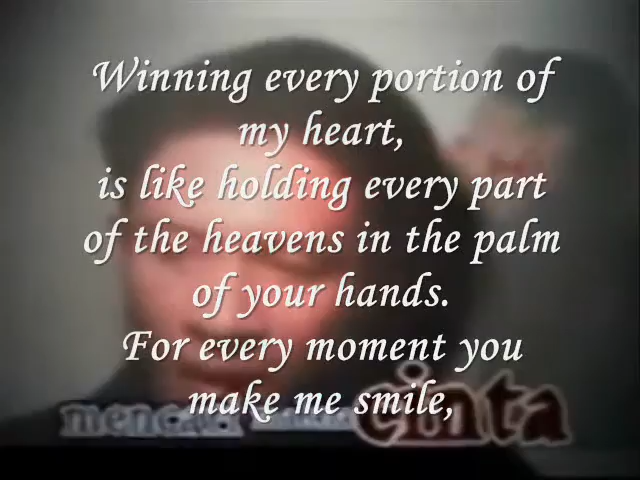 Winning every portion of
my heart,
is like holding every part
of the heavens in the palm
of your hands.
For every moment you
make me smile,
cinta